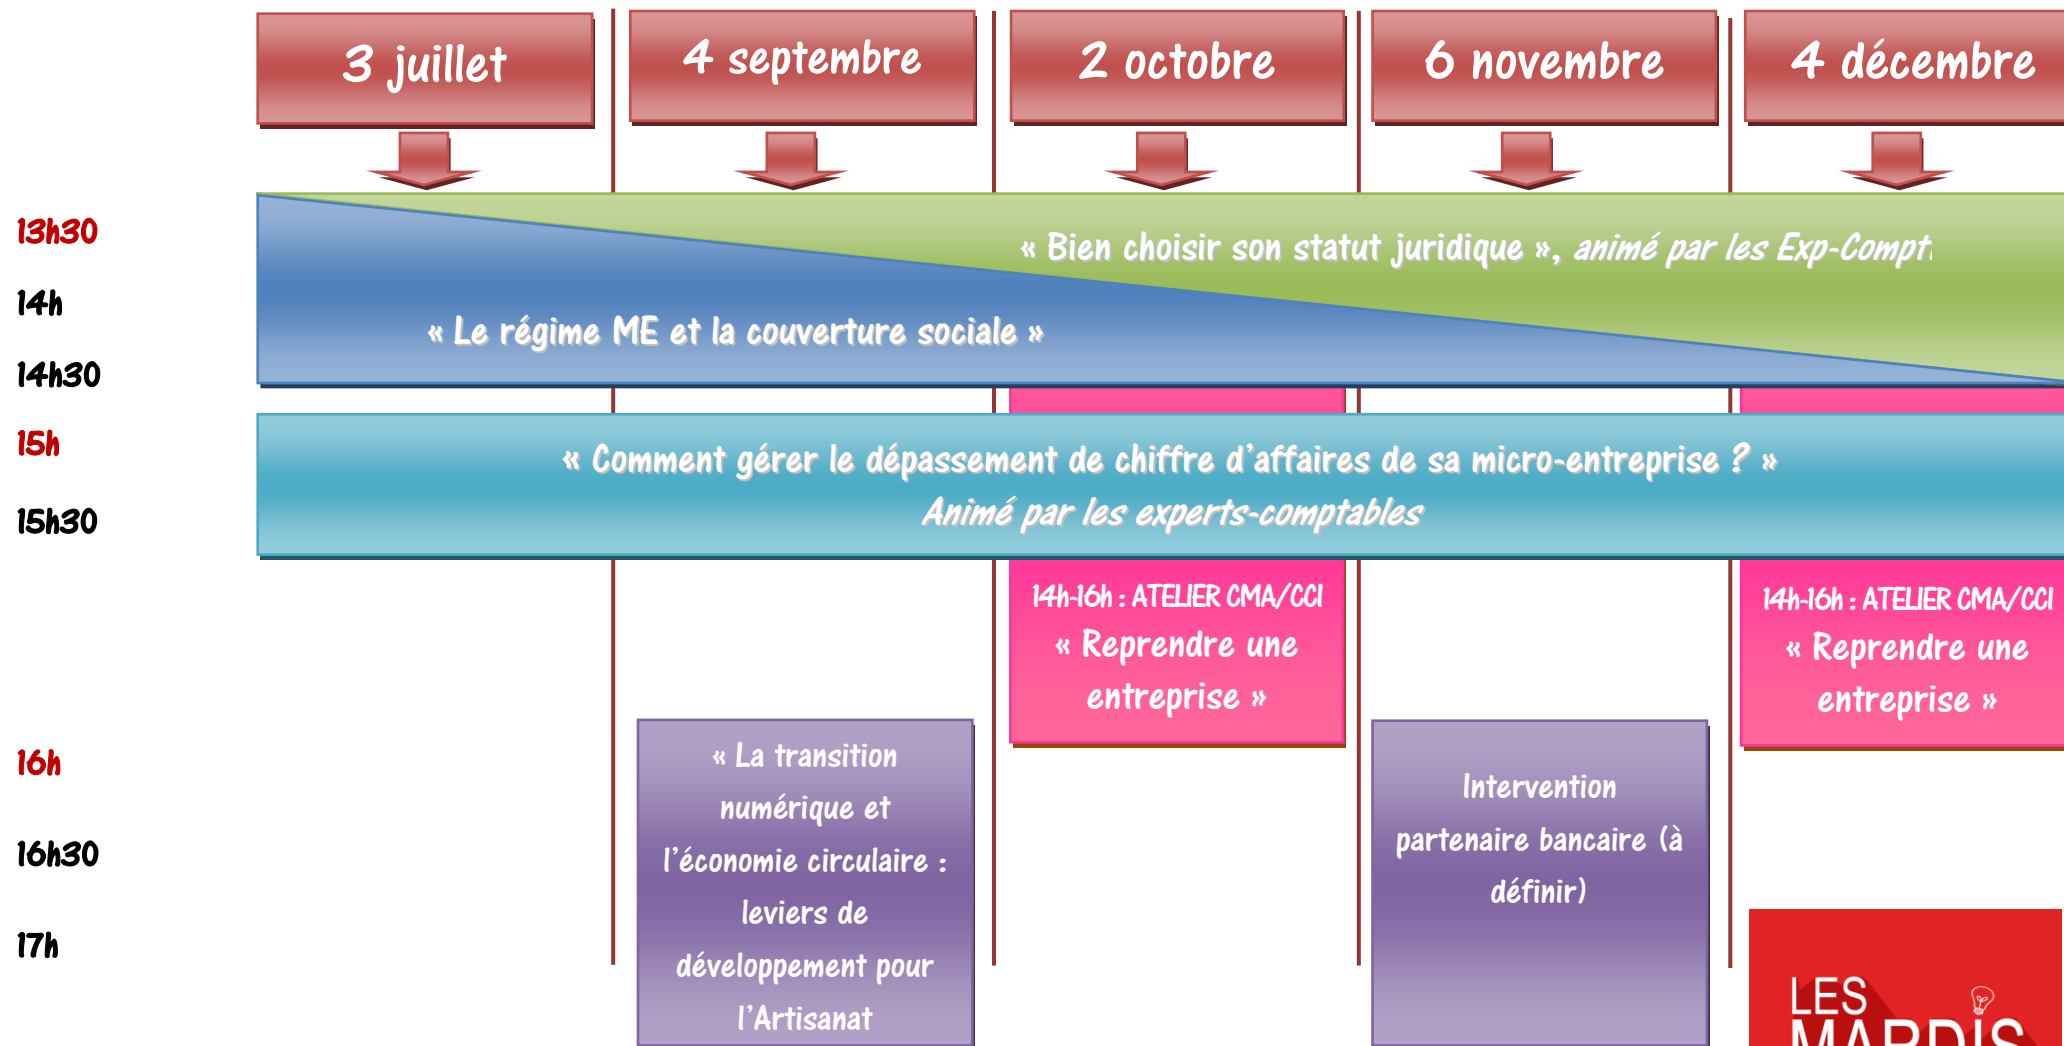 3 juillet
4 septembre
2 octobre
6 novembre
4 décembre
13h30
« Bien choisir son statut juridique », animé par les Exp-Compt
14h
« Le régime ME et la couverture sociale »
14h30
15h
« Comment gérer le dépassement de chiffre d'affaires de sa micro-entreprise ? »
Animé par les experts-comptables
15h30
14h-16h : ATELIER CMA/CCI
« Reprendre une
entreprise »
14h-16h : ATELIER CMA/CCI
« Reprendre une
entreprise »
16h
16h30
17h
« La transition
numérique et
l'économie circulaire :
leviers de
développement pour
l'Artisanat
Intervention
partenaire bancaire (à
définir)
LES
MARDIS